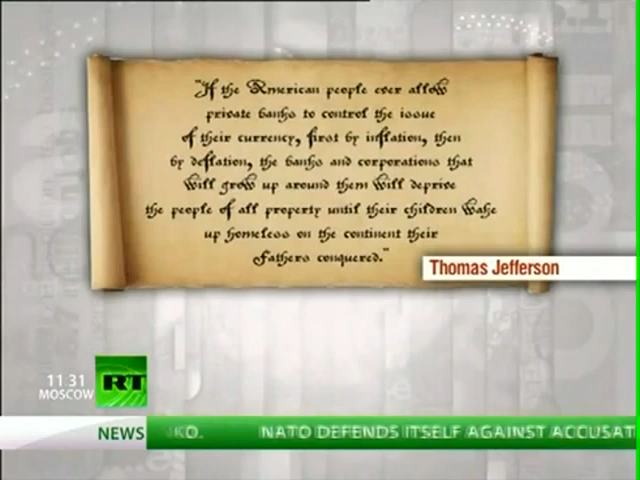 "If the American people ever allow
private banks to control the issue
of their currency, first by inflation, then
by deflation, the banks and corporations that
will grow up around them will deprive
the people of all property until their children wake
up homeless on the continent their
Fathers conquered."
Thomas Jefferson
11:31
MOSCOW
RT
NEWS
NATO DEFENDS ITSELF AGAINST ACCUSAT